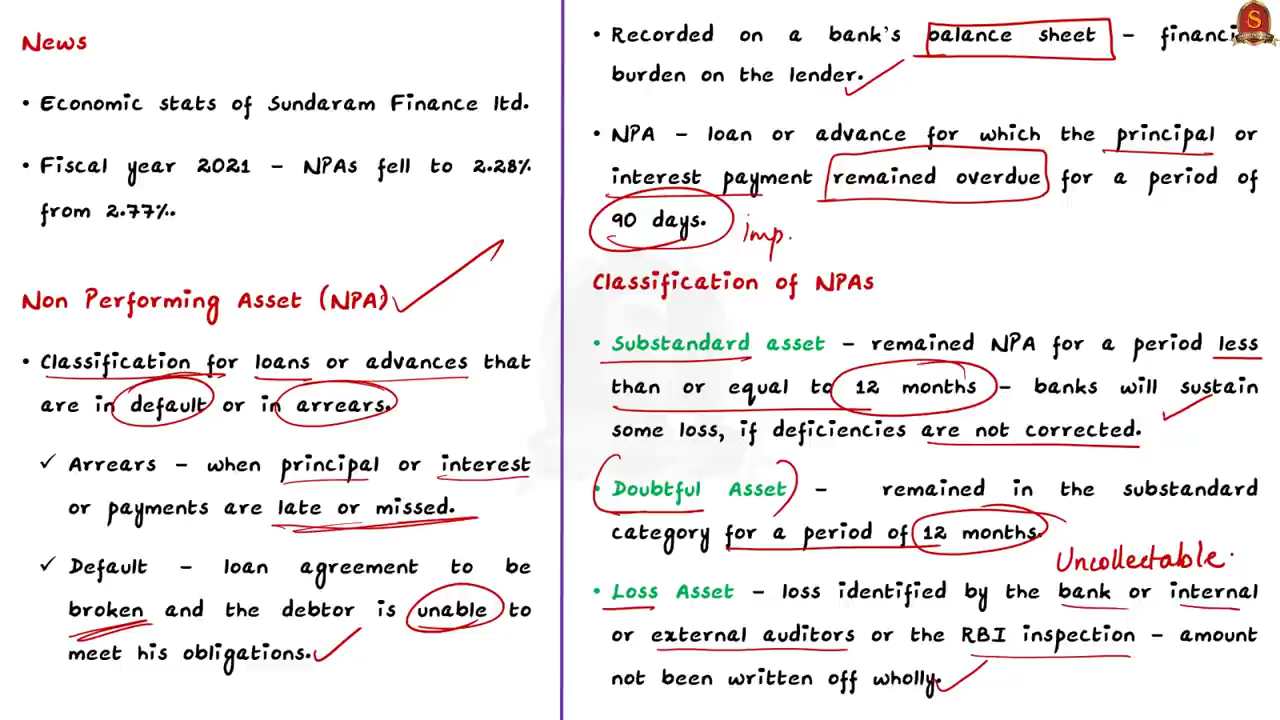 News
• Economic stats of Sundaram Finance ltd.
• Fiscal year 2021 – NPAs fell to 2.28%
from 2.77%.
Non Performing Asset (NPA)
• Classification for loans or advances that
are in default or in arrears.
✓ Arrears – when principal or interest
or payments are late or missed.
✓ Default – loan agreement to be
broken and the debtor is unable to
meet his obligations.
• Recorded on a bank's balance sheet –
burden on the lender.
• NPA – loan or advance for which the principal or
interest payment remained overdue for a period of
90 days. imp.
Classification of NPAs
• Substandard asset – remained NPA for a period less
than or equal to 12 months – banks will sustain
some loss, if deficiencies are not corrected.
• Doubtful Asset – remained in the substandard
category for a period of 12 months.
Uncollectable.
• Loss Asset – loss identified by the bank or internal
or external auditors or the RBI inspection – amount
not been written off wholly.
S